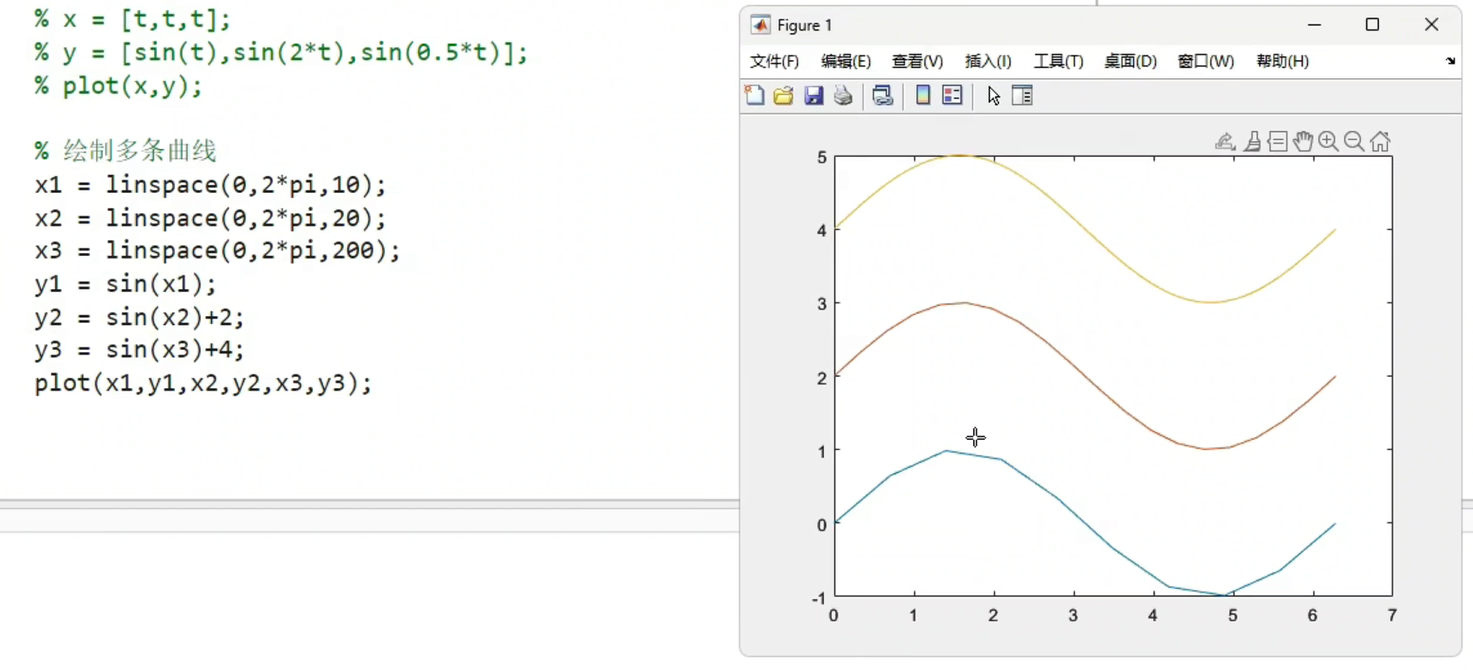 % x = [t,t,t];
% y = [sin(t),sin(2*t),sin(0.5*t)];
% plot(x,y);
% 绘制多条曲线
x1 = linspace(0,2*pi,10);
x2 = linspace(0,2*pi,20);
x3 = linspace(0,2*pi,200);
y1 = sin(x1);
y2 = sin(x2)+2;
y3 = sin(x3)+4;
plot(x1,y1,x2,y2,x3,y3);
Figure 1
文件(F) 编辑(E) 查看(V) 插入(I) 工具(T) 桌面(D) 窗口(W) 帮助(H)
5
4
3
2
1
0
-1
0 1 2 3 4 5 6 7